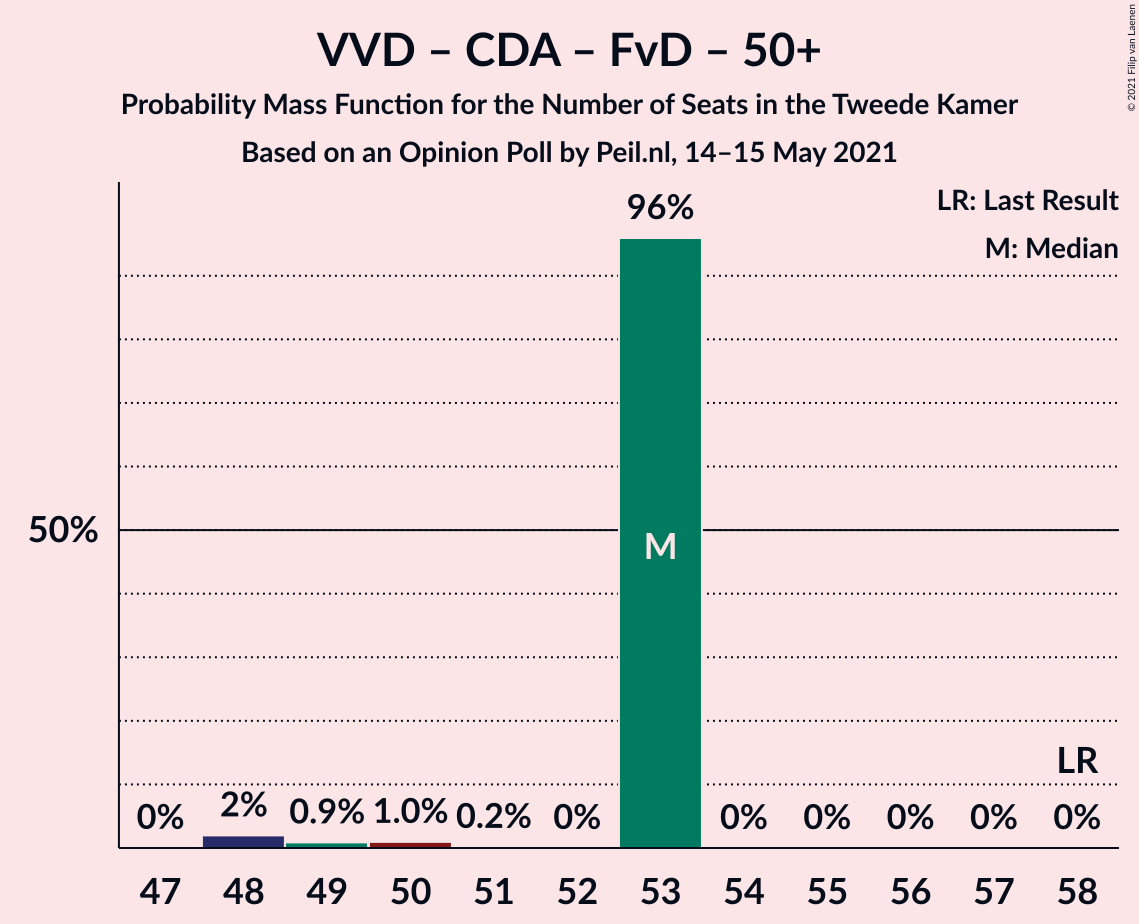 VVD – CDA – FvD – 50+
Probability Mass Function for the Number of Seats in the Tweede Kamer
Based on an Opinion Poll by Peil.nl, 14–15 May 2021
© 2021 Filip van Laenen
LR: Last Result
M: Median
96%
50%
M
LR
0% 2% 0.9% 1.0% 0.2% 0% 0% 0% 0% 0% 0%
47 48 49 50 51 52 53 54 55 56 57 58